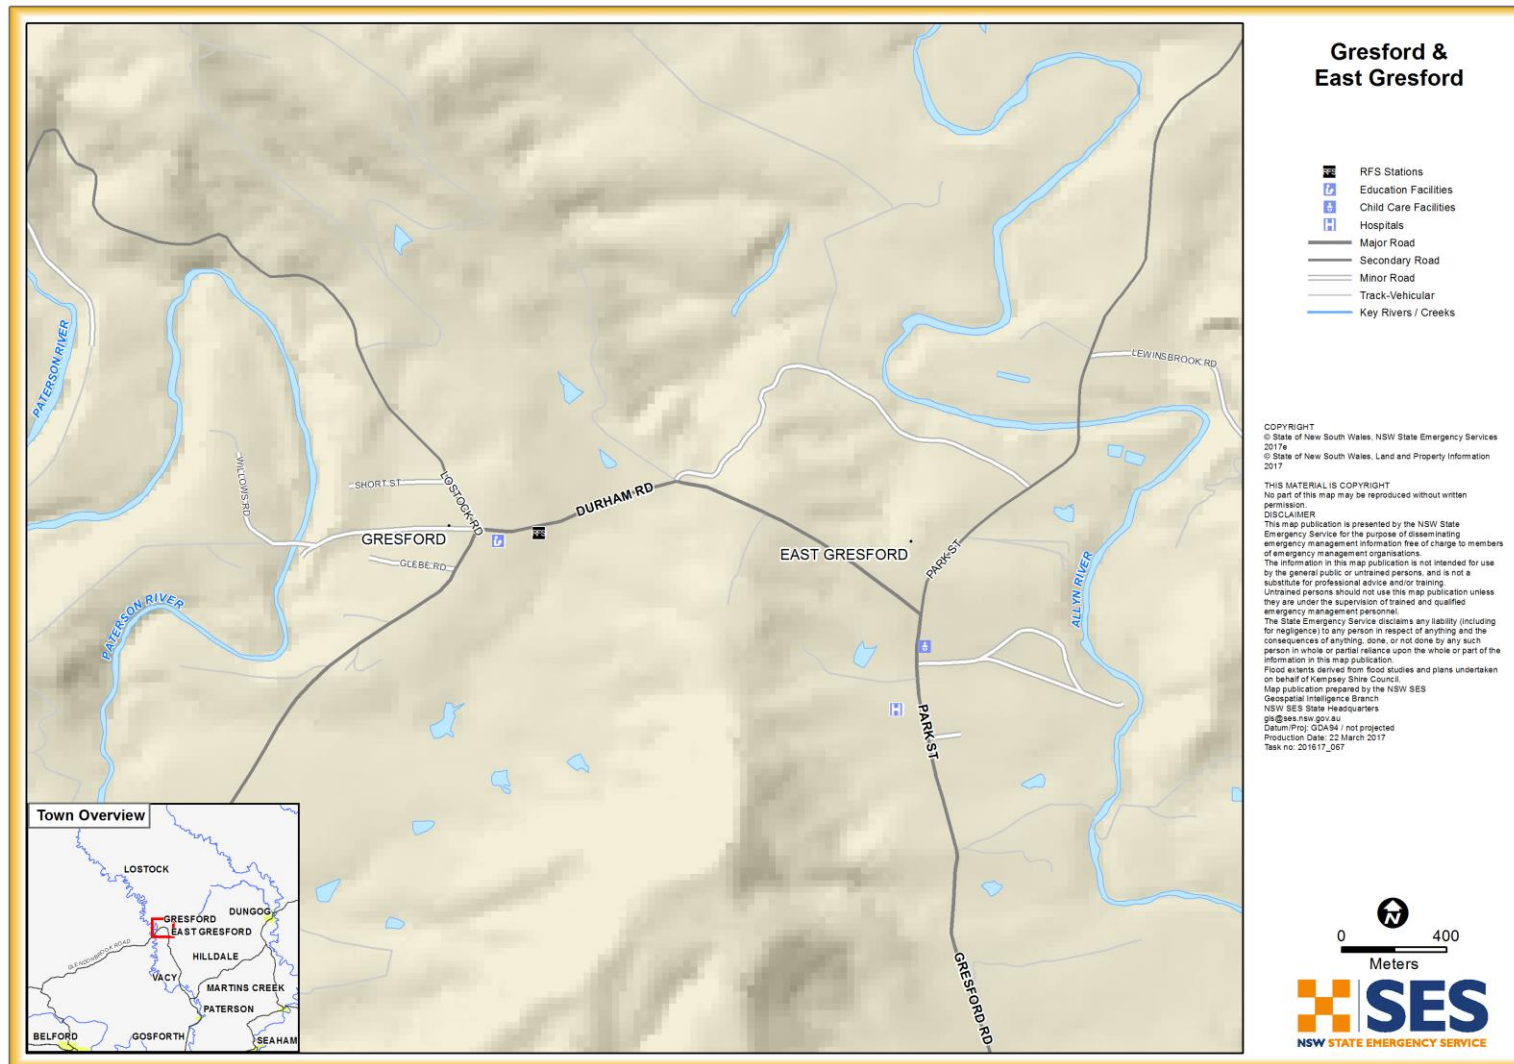 Gresford &
East Gresford
RFS
RFS Stations
Education Facilities
Child Care Facilities
H
Hospitals
Major Road
Secondary Road
Minor Road
Track-Vehicular
Key Rivers / Creeks
PATERSON RIVER
LEWINSBROOK RD
WILLOWS RD
SHORT ST
LOSTOCK RD
DURHAM RD
RFS
GRESFORD
EAST GRESFORD
GLEBE RD
PARK ST
PATERSON RIVER
ALLYN RIVER
H
PARK ST
GRESFORD RD
COPYRIGHT
© State of New South Wales, NSW State Emergency Services
2017e
© State of New South Wales, Land and Property Information
2017
THIS MATERIAL IS COPYRIGHT
No part of this map may be reproduced without written
permission.
DISCLAIMER
This map publication is presented by the NSW State
Emergency Service for the purpose of disseminating
emergency management information free of charge to members
of emergency management organisations.
The information in this map publication is not intended for use
by the general public or untrained persons, and is not a
substitute for professional advice and/or training.
Untrained persons should not use this map publication unless
they are under the supervision of trained and qualified
emergency management personnel.
The State Emergency Service disclaims any liability (including
for negligence) to any person in respect of anything and the
consequences of anything, done, or not done by any such
person in whole or partial reliance upon the whole or part of the
information in this map publication.
Flood extents derived from flood studies and plans undertaken
on behalf of Kempsey Shire Council.
Map publication prepared by the NSW SES
Geospatial Intelligence Branch
NSW SES State Headquarters
gis@ses.nsw.gov.au
Datum/Proj: GDA94 / not projected
Production Date: 22 March 2017
Task no: 201617_067
Town Overview
LOSTOCK
GRESFORD
DUNGOG
EAST GRESFORD
GLENDONBROOK ROAD
HILLDALE
VACY
MARTINS CREEK
PATERSON
BELFORD
GOSFORTH
SEAHAM
N
0 400
Meters
SES
NSW STATE EMERGENCY SERVICE